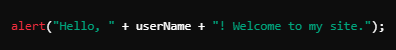 alert("Hello, " + userName + "! Welcome to my site.");